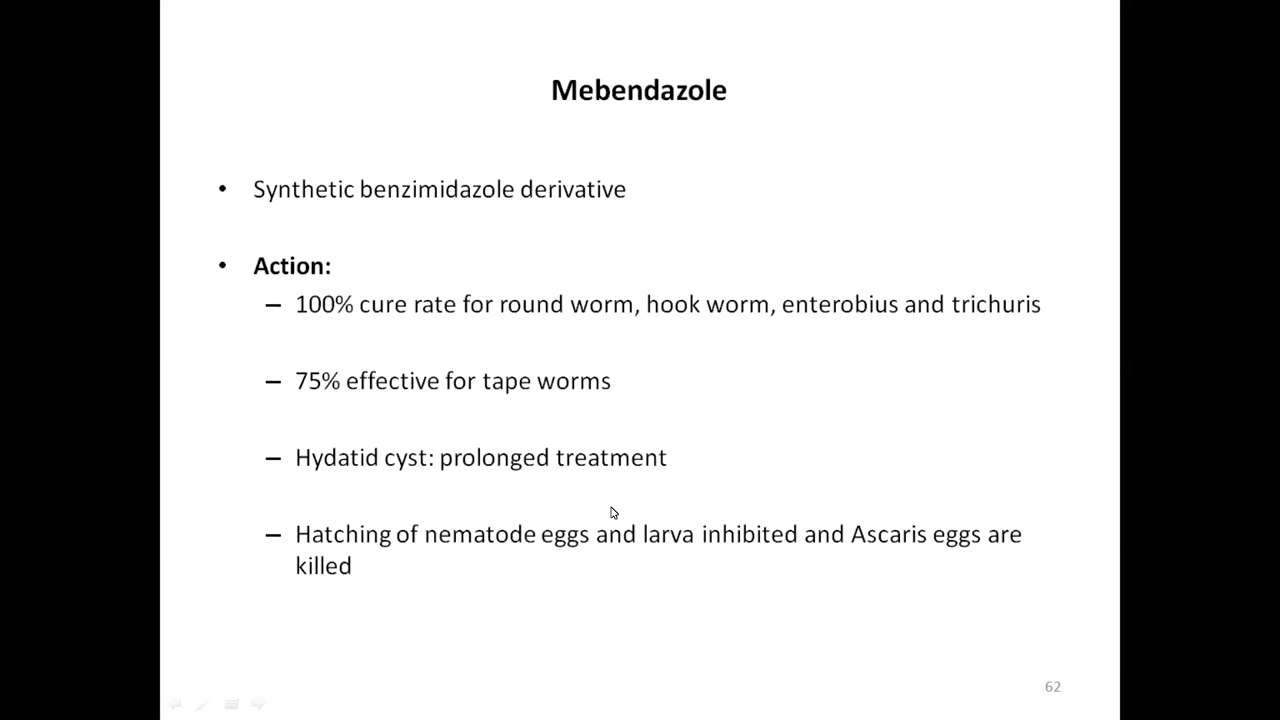 Mebendazole
• Synthetic benzimidazole derivative
• Action:
– 100% cure rate for round worm, hook worm, enterobius and trichuris
– 75% effective for tape worms
– Hydatid cyst: prolonged treatment
– Hatching of nematode eggs and larva inhibited and Ascaris eggs are
killed
62